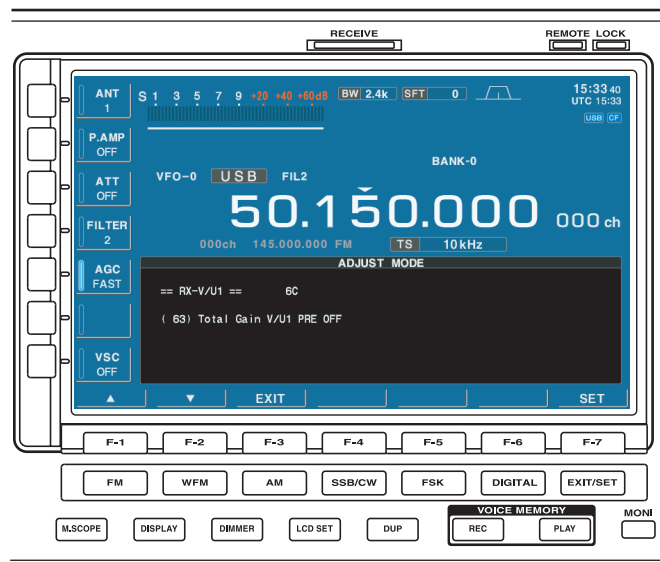 RECEIVE REMOTE LOCK
ANT
1
S 1 3 5 7 9 +20 +40 +60dB BW 2.4k SFT 0
15:33 40
UTC 15:33
USB CF
P.AMP
OFF
ATT
OFF
VFO-0 USB FIL2 BANK-0
50.150.000 000 ch
FILTER
2
000ch 145.000.000 FM TS 10kHz
ADJUST MODE
AGC
FAST
== RX-V/U1 == 6C
( 63) Total Gain V/U1 PRE OFF
VSC
OFF
▲ ▼ EXIT SET
F-1 F-2 F-3 F-4 F-5 F-6 F-7
FM WFM AM SSB/CW FSK DIGITAL EXIT/SET
VOICE MEMORY MONI
M.SCOPE DISPLAY DIMMER LCD SET DUP REC PLAY